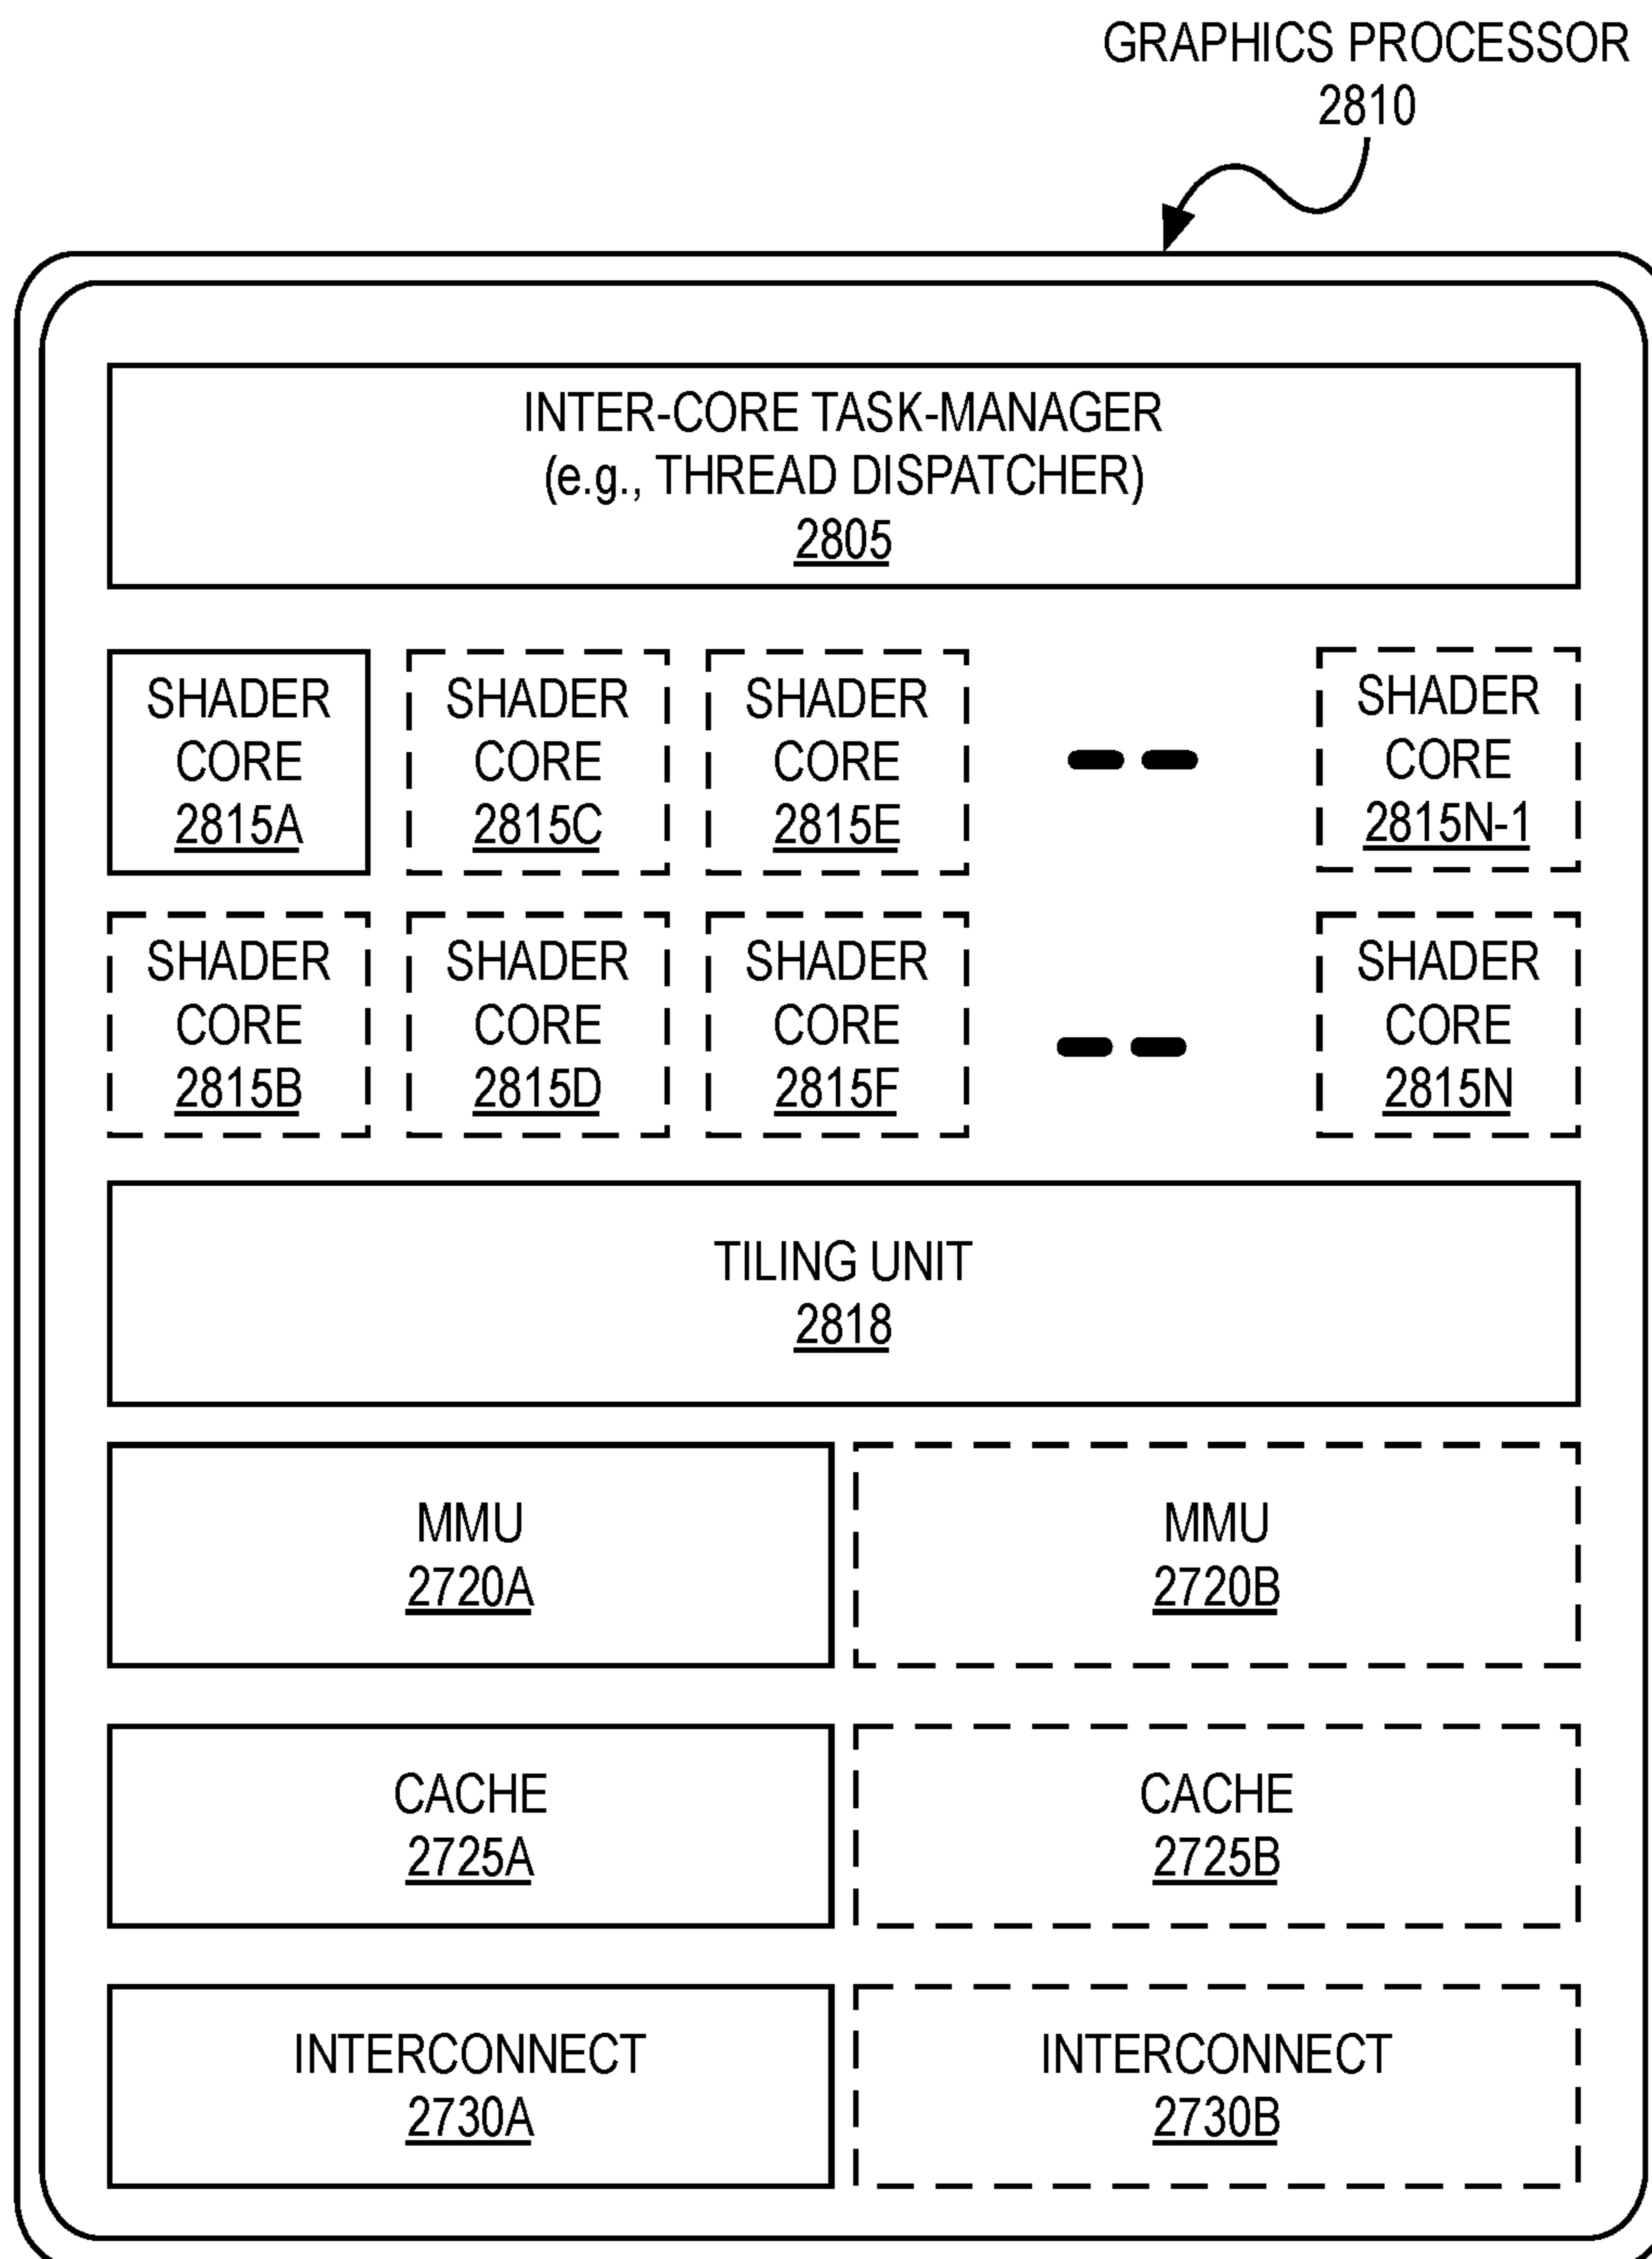 GRAPHICS PROCESSOR
2810
INTER-CORE TASK-MANAGER
(e.g., THREAD DISPATCHER)
2805
SHADER
CORE
2815A
SHADER
CORE
2815C
SHADER
CORE
2815E
SHADER
CORE
2815N-1
SHADER
CORE
2815B
SHADER
CORE
2815D
SHADER
CORE
2815F
SHADER
CORE
2815N
TILING UNIT
2818
MMU
2720A
MMU
2720B
CACHE
2725A
CACHE
2725B
INTERCONNECT
2730A
INTERCONNECT
2730B